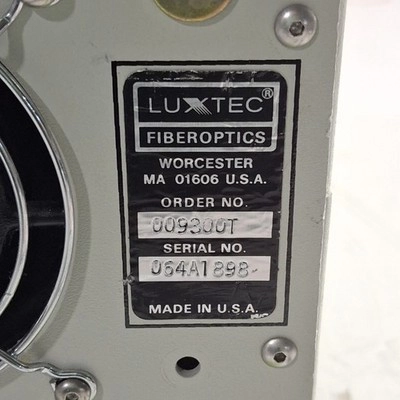 LUXTEC®
FIBEROPTICS
WORCESTER
MA 01606 U.S.A.
ORDER NO.
009300T
SERIAL NO.
064A1898-
MADE IN U.S.A.